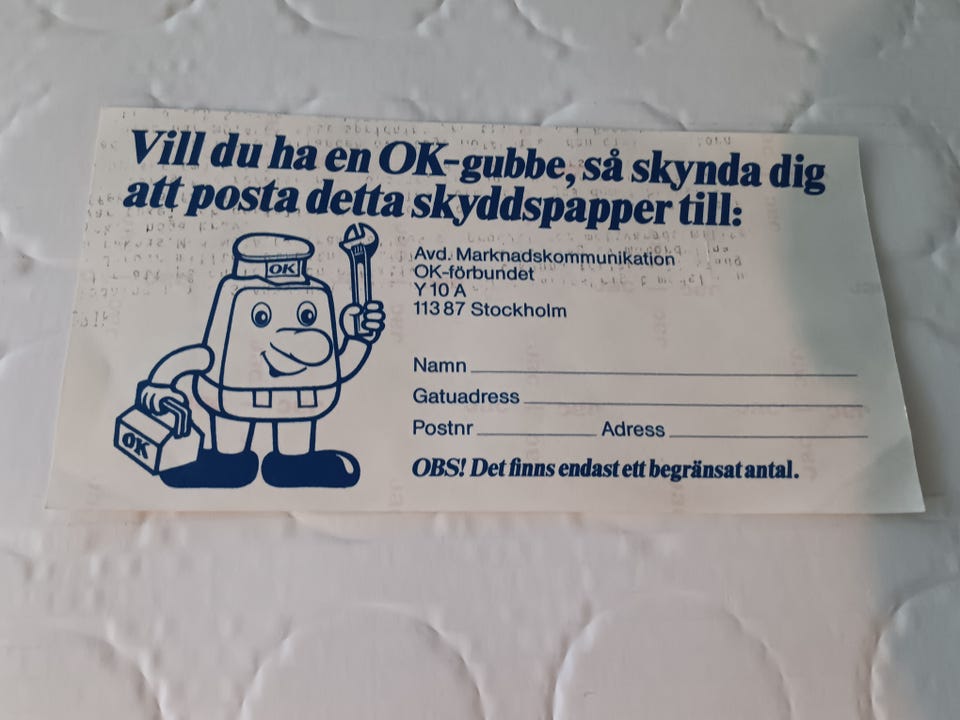 Vill du ha en OK-gubbe, så skynda dig
att posta detta skyddspapper till:
OK
OK
Avd. Marknadskommunikation
OK-förbundet
Y 10 A
113 87 Stockholm
Namn
Gatuadress
Postnr Adress
OBS! Det finns endast ett begränsat antal.